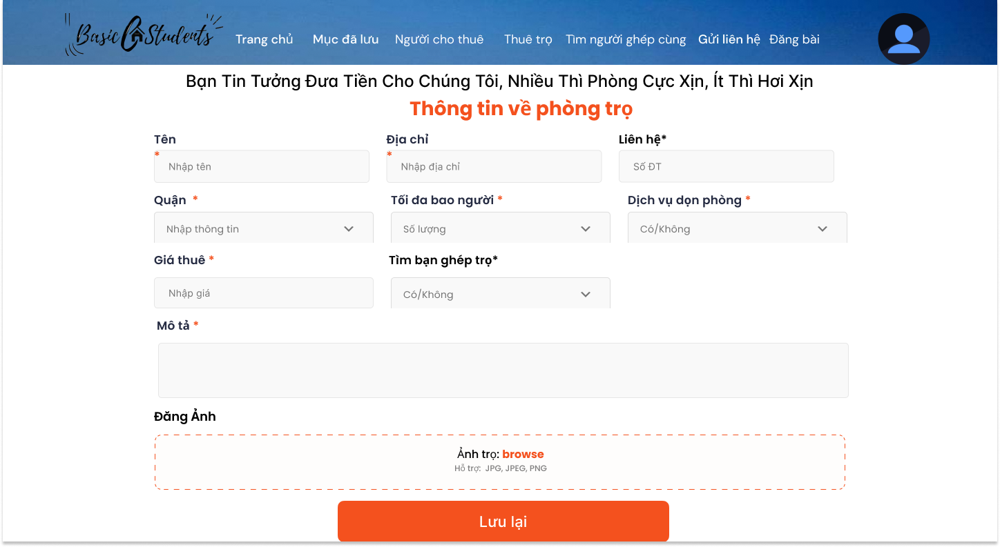 Basic Students
Trang chủ Mục đã lưu Người cho thuê Thuê trọ Tìm người ghép cùng Gửi liên hệ Đăng bài
Bạn Tin Tưởng Đưa Tiền Cho Chúng Tôi, Nhiều Thì Phòng Cực Xịn, Ít Thì Hơi Xịn
Thông tin về phòng trọ
Tên Địa chỉ Liên hệ*
* *
Nhập tên Nhập địa chỉ Số ĐT
Quận * Tối đa bao người * Dịch vụ dọn phòng *
Nhập thông tin Số lượng Có/Không
Giá thuê * Tìm bạn ghép trọ*
Nhập giá Có/Không
Mô tả *
Đăng Ảnh
Ảnh trọ: browse
Hỗ trợ: JPG, JPEG, PNG
Lưu lại